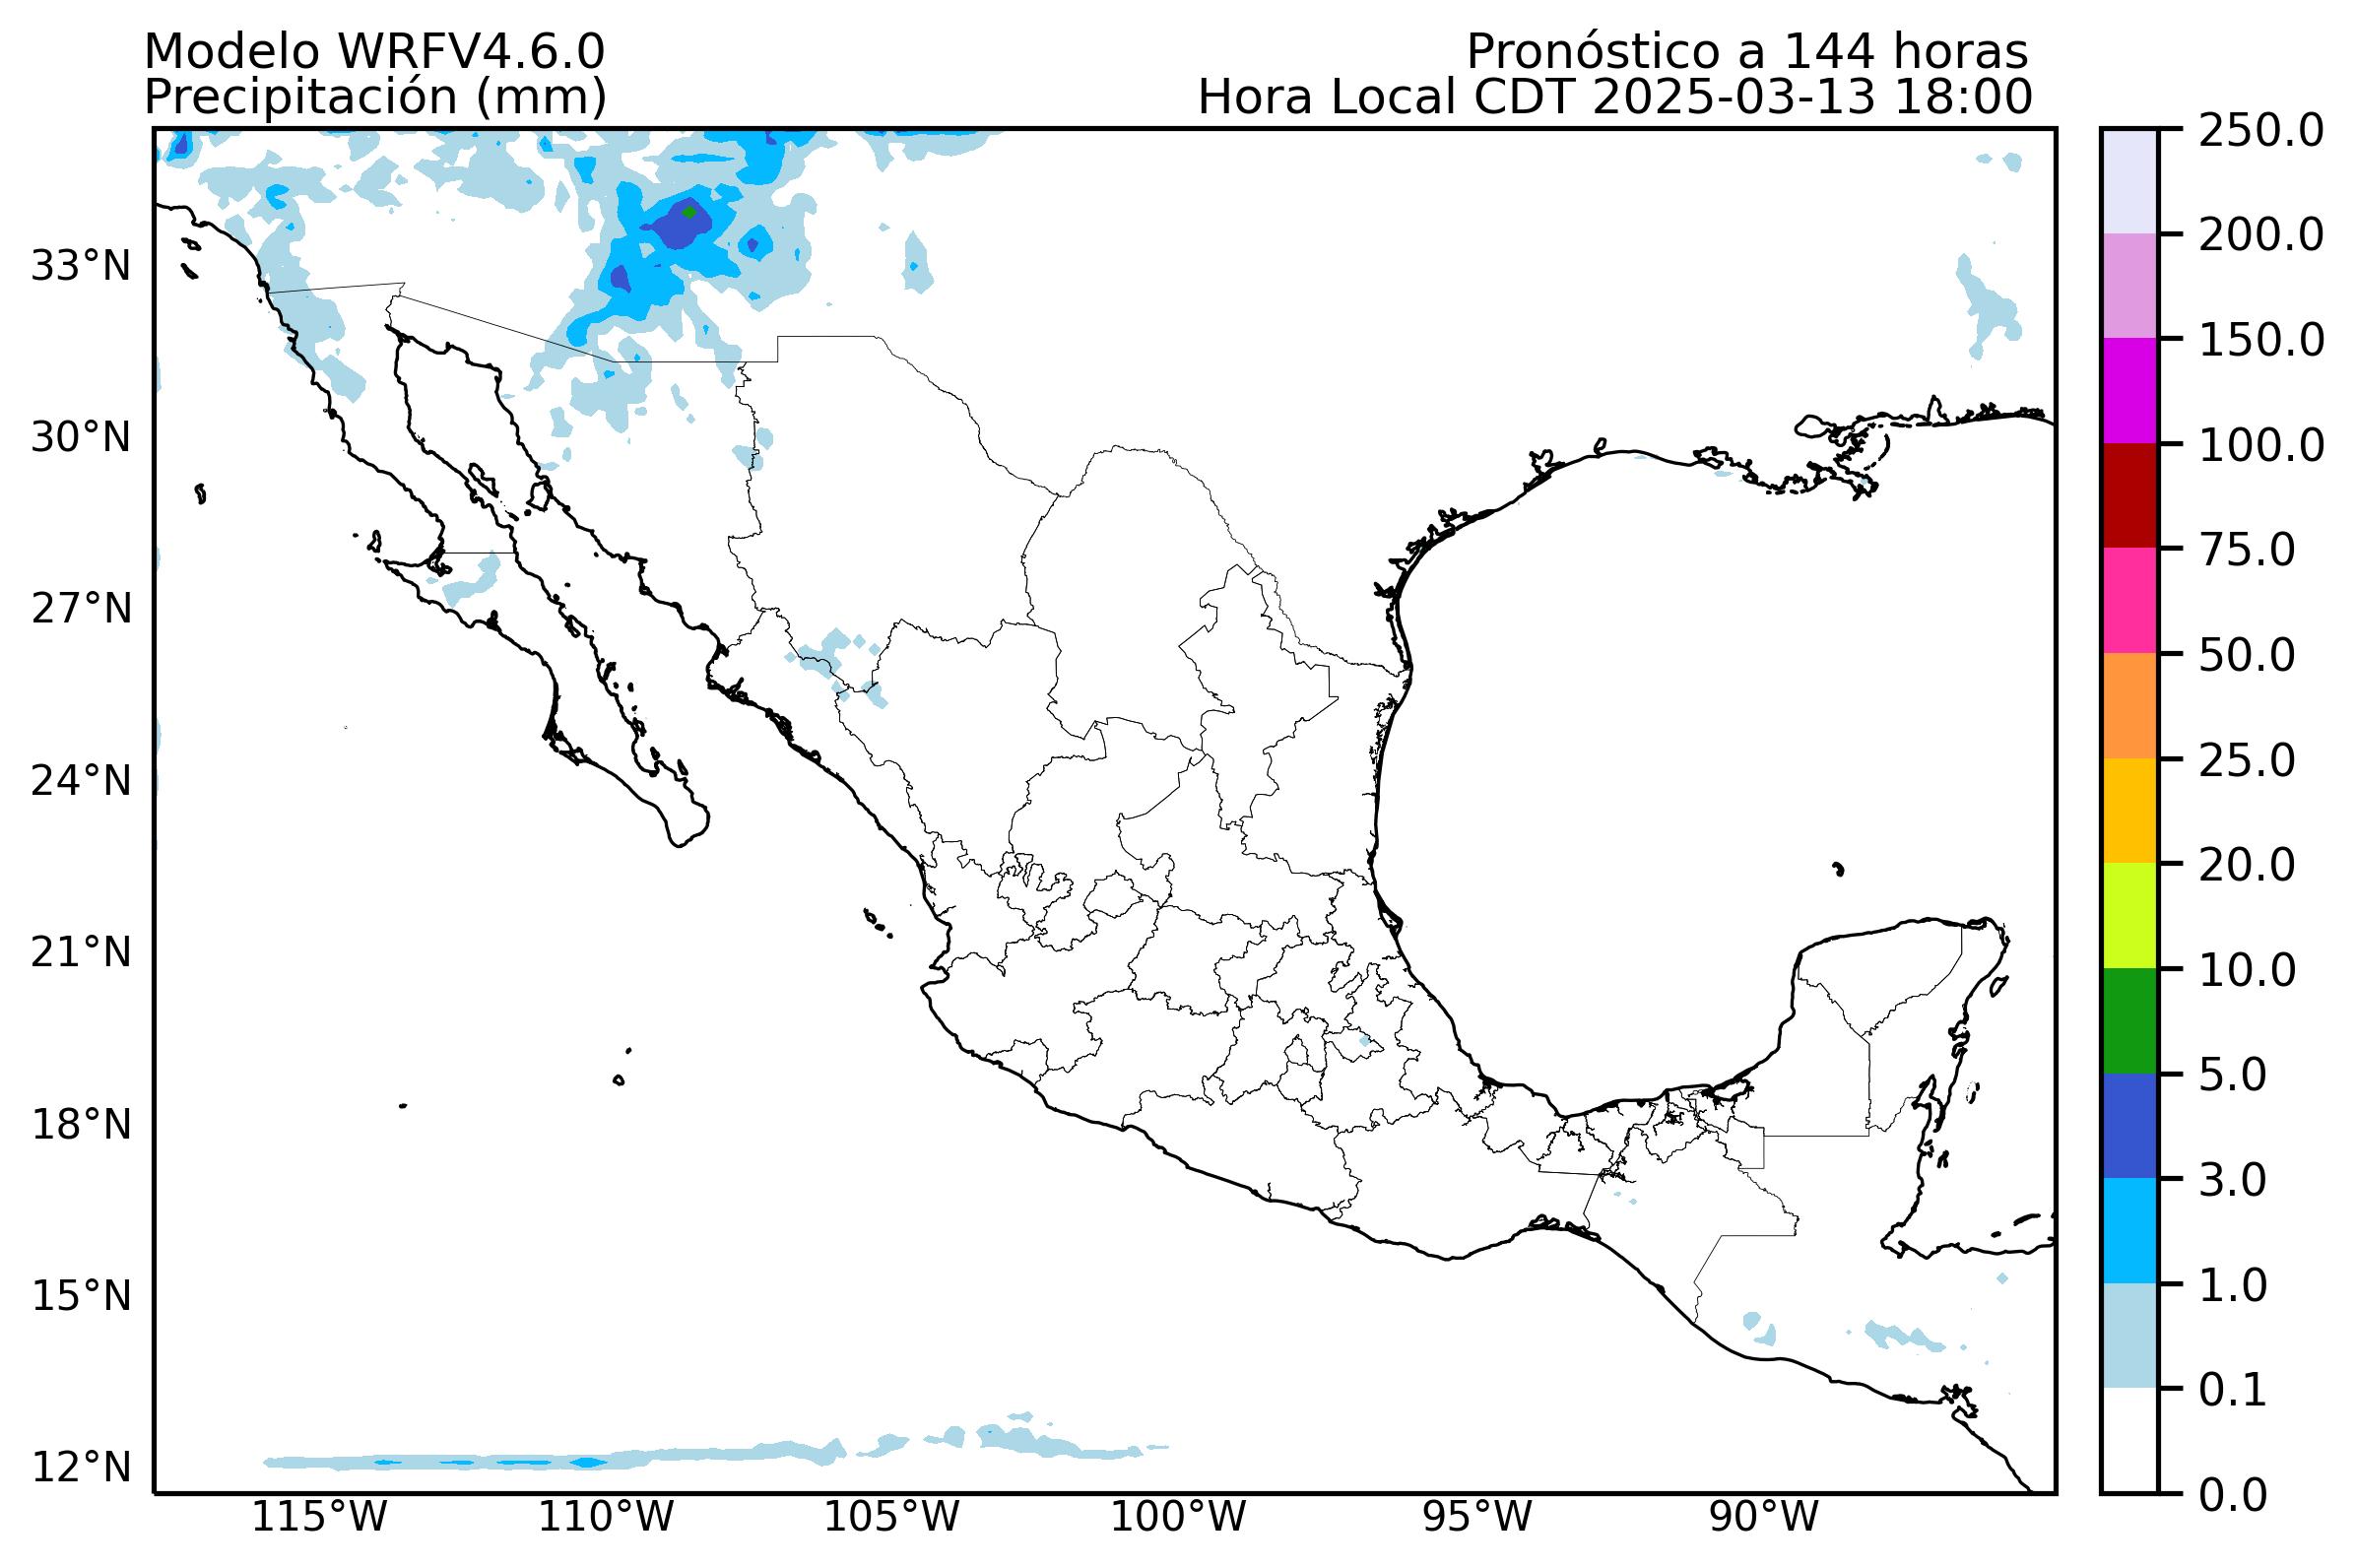 Modelo WRFV4.6.0
Precipitación (mm)
Pronóstico a 144 horas
Hora Local CDT 2025-03-13 18:00
33°N
30°N
27°N
24°N
21°N
18°N
15°N
12°N
115°W
110°W
105°W
100°W
95°W
90°W
250.0
200.0
150.0
100.0
75.0
50.0
25.0
20.0
10.0
5.0
3.0
1.0
0.1
0.0